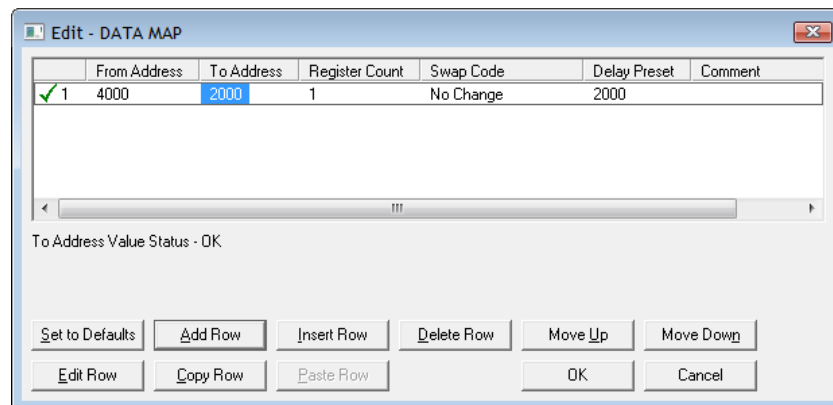 Edit - DATA MAP
From Address To Address Register Count Swap Code Delay Preset Comment
1 4000 2000 1 No Change 2000
To Address Value Status - OK
Set to Defaults Add Row Insert Row Delete Row Move Up Move Down
Edit Row Copy Row Paste Row OK Cancel